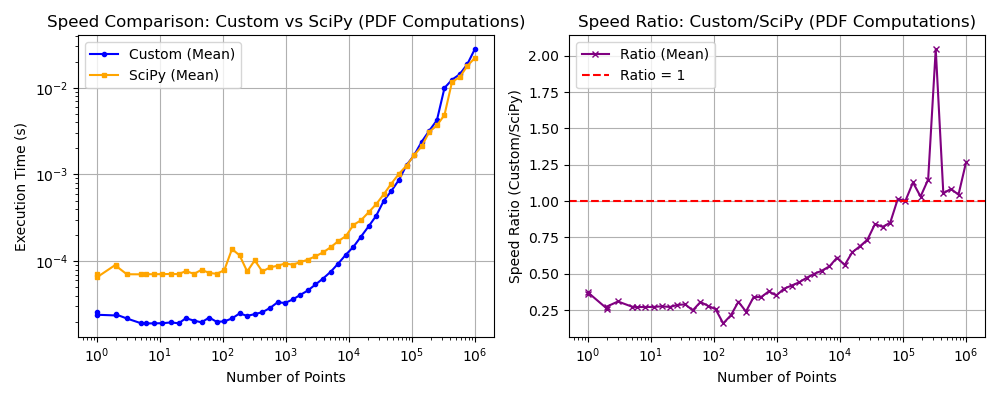 Speed Comparison: Custom vs SciPy (PDF Computations)
Custom (Mean)
SciPy (Mean)
Execution Time (s)
10⁻²
10⁻³
10⁻⁴
10⁰ 10¹ 10² 10³ 10⁴ 10⁵ 10⁶
Number of Points
Speed Ratio: Custom/SciPy (PDF Computations)
Ratio (Mean)
Ratio = 1
Speed Ratio (Custom/SciPy)
2.00
1.75
1.50
1.25
1.00
0.75
0.50
0.25
10⁰ 10¹ 10² 10³ 10⁴ 10⁵ 10⁶
Number of Points